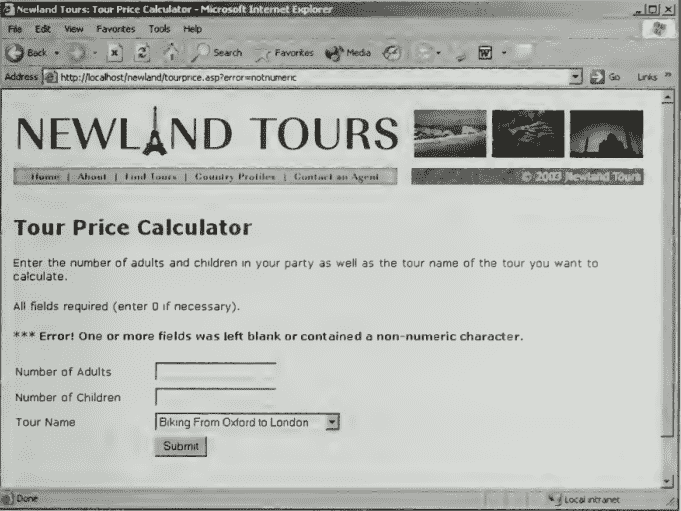 Newland Tours: Tour Price Calculator - Microsoft Internet Explorer
File Edit View Favorites Tools Help
Back Search Favorites Media
Address http://localhost/newland/tourprice.asp?error=notnumeric Go Links »
NEWLAND TOURS
Home | About | Find Tours | Country Profiles | Contact an Agent
© 2003 Newland Tours
Tour Price Calculator
Enter the number of adults and children in your party as well as the tour name of the tour you want to
calculate.
All fields required (enter 0 if necessary).
*** Error! One or more fields was left blank or contained a non-numeric character.
Number of Adults
Number of Children
Tour Name Biking From Oxford to London
Submit
Done Local intranet